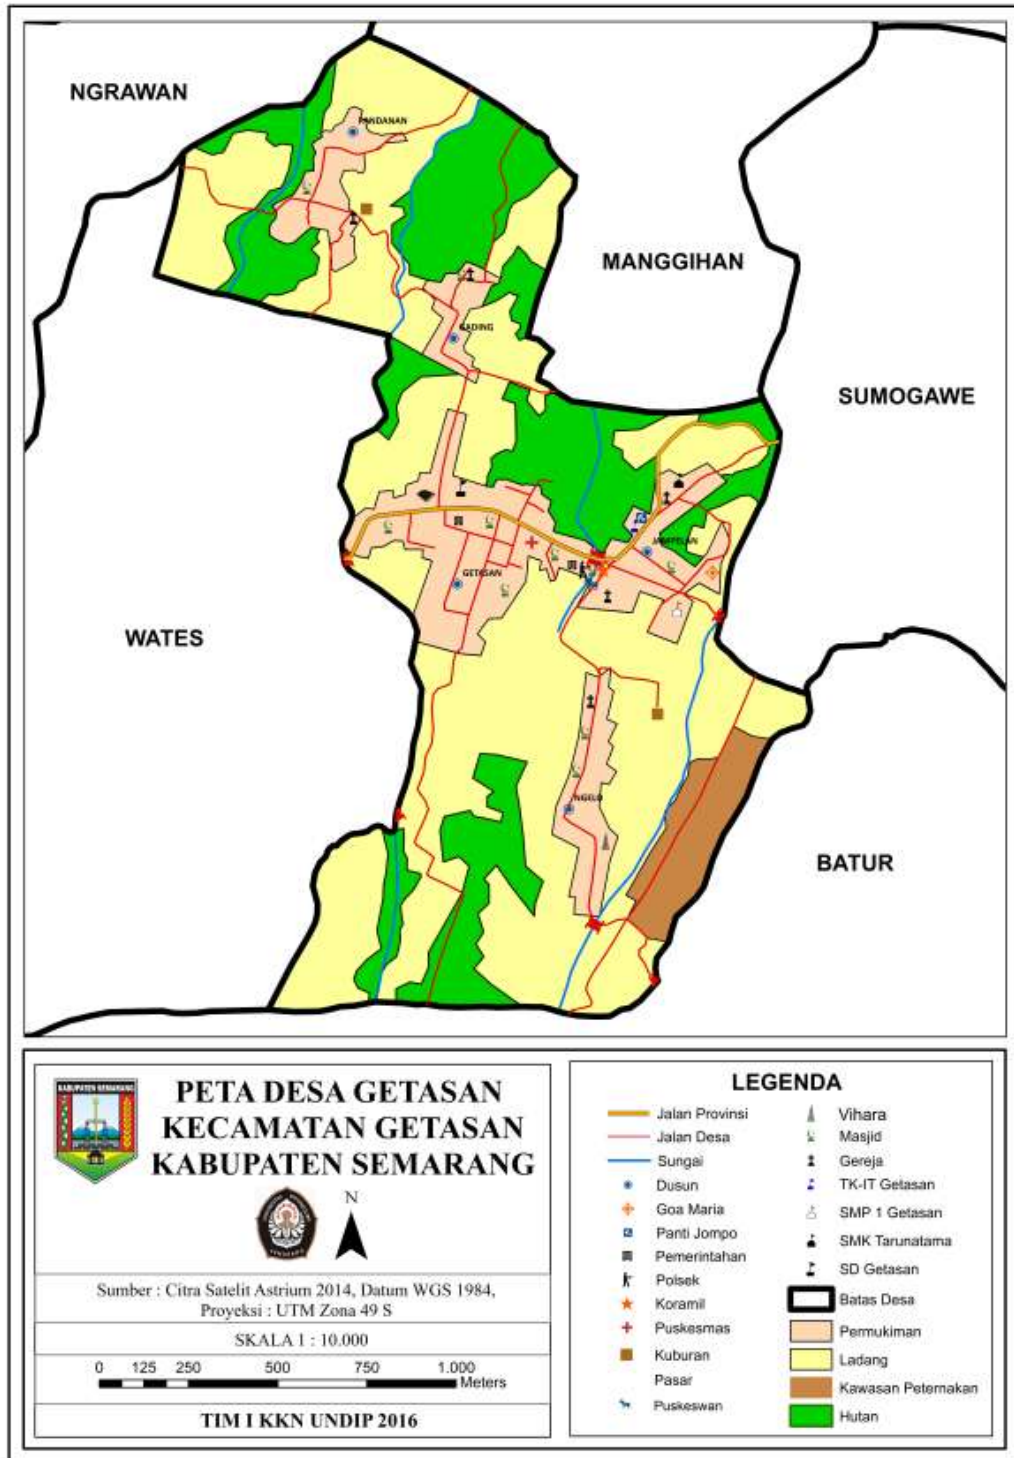 NGRAWAN
PANDANAN
MANGGIHAN
GADING
SUMOGAWE
JAMPELAN
GETASAN
WATES
NGELO
BATUR
KABUPATEN SEMARANG
PETA DESA GETASAN
KECAMATAN GETASAN
KABUPATEN SEMARANG
N
Sumber : Citra Satelit Astrium 2014, Datum WGS 1984,
Proyeksi : UTM Zona 49 S
SKALA 1 : 10.000
0 125 250 500 750 1.000
Meters
TIM I KKN UNDIP 2016
LEGENDA
Jalan Provinsi
Jalan Desa
Sungai
Dusun
Goa Maria
Panti Jompo
Pemerintahan
Polsek
Koramil
Puskesmas
Kuburan
Pasar
Puskeswan
Vihara
Masjid
Gereja
TK-IT Getasan
SMP 1 Getasan
SMK Tarunatama
SD Getasan
Batas Desa
Permukiman
Ladang
Kawasan Peternakan
Hutan